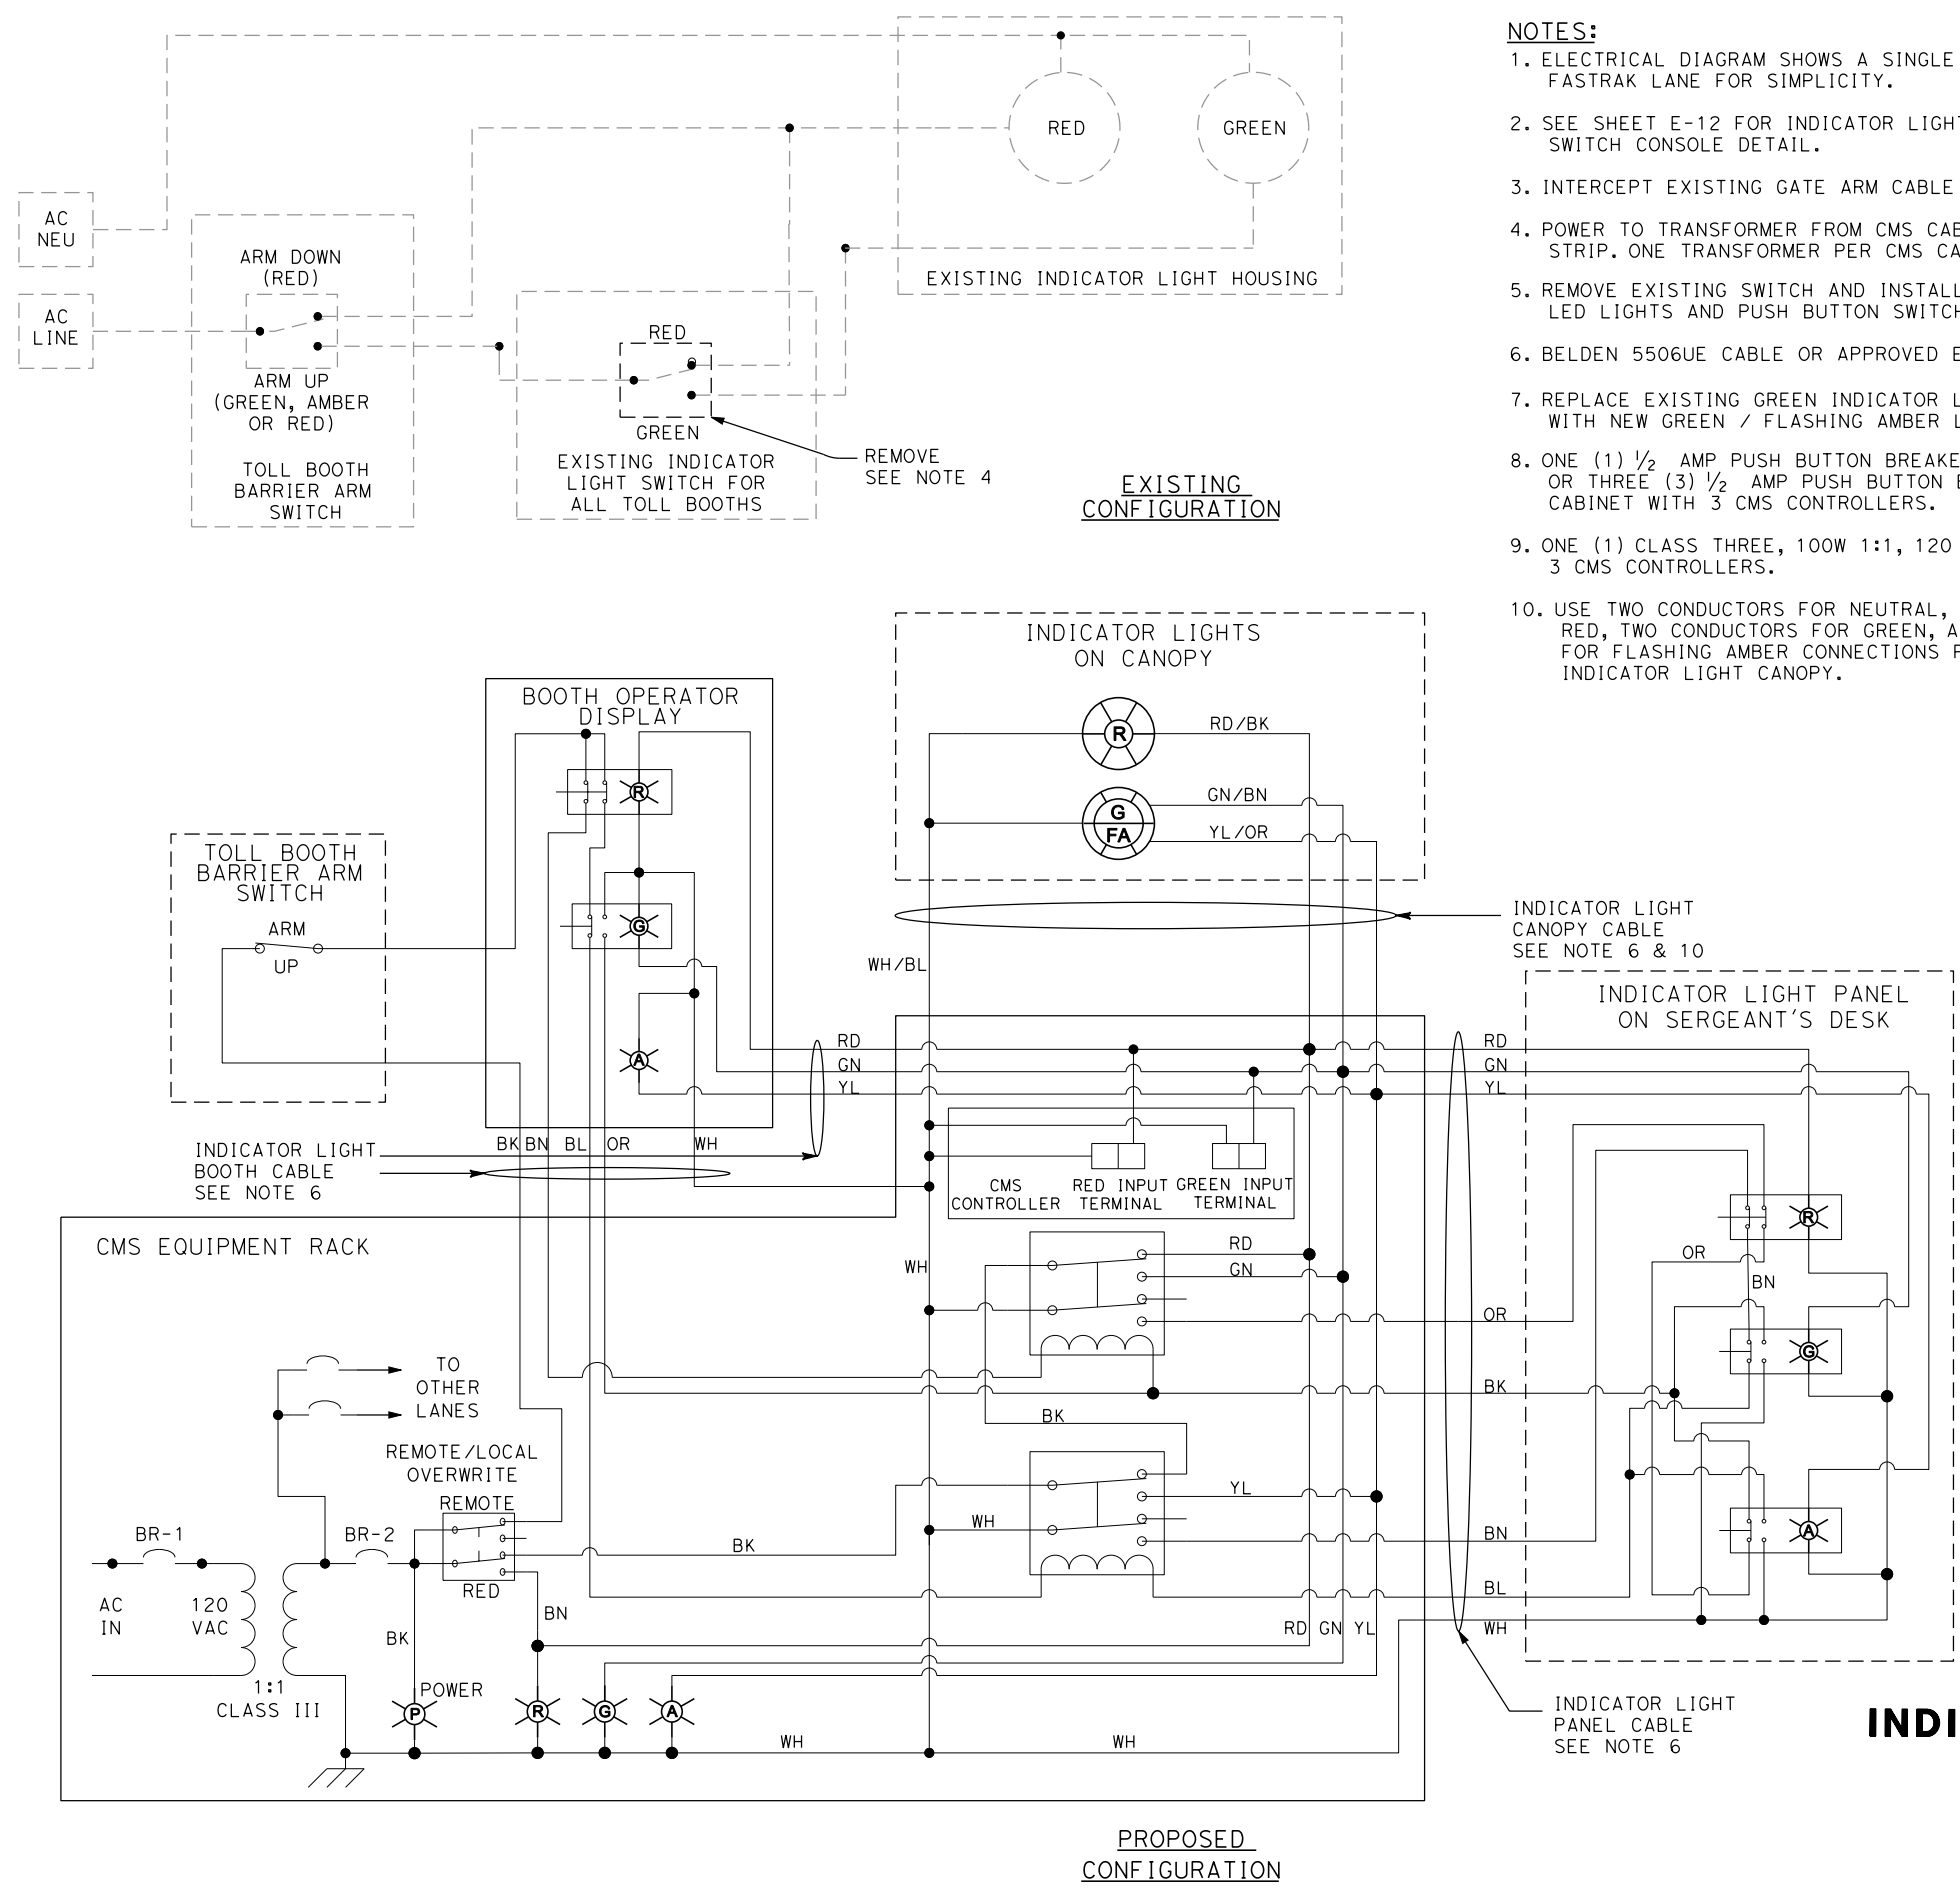 AC
NEU
AC
LINE
ARM DOWN
(RED)
ARM UP
(GREEN, AMBER
OR RED)
TOLL BOOTH
BARRIER ARM
SWITCH
RED
GREEN
EXISTING INDICATOR
LIGHT SWITCH FOR
ALL TOLL BOOTHS
REMOVE
SEE NOTE 4
RED
GREEN
EXISTING INDICATOR LIGHT HOUSING
EXISTING
CONFIGURATION
NOTES:
1. ELECTRICAL DIAGRAM SHOWS A SINGLE
FASTRAK LANE FOR SIMPLICITY.
2. SEE SHEET E-12 FOR INDICATOR LIGHT
SWITCH CONSOLE DETAIL.
3. INTERCEPT EXISTING GATE ARM CABLE
4. POWER TO TRANSFORMER FROM CMS
STRIP. ONE TRANSFORMER PER CMS
5. REMOVE EXISTING SWITCH AND INSTALL
LED LIGHTS AND PUSH BUTTON
6. BELDEN 5506UE CABLE OR APPROVED
7. REPLACE EXISTING GREEN INDICATOR
WITH NEW GREEN / FLASHING AMBER
8. ONE (1) 1/2 AMP PUSH BUTTON
OR THREE (3) 1/2 AMP PUSH BUTTON
CABINET WITH 3 CMS CONTROLLERS.
9. ONE (1) CLASS THREE, 100W 1:1, 120
3 CMS CONTROLLERS.
10. USE TWO CONDUCTORS FOR NEUTRAL,
RED, TWO CONDUCTORS FOR GREEN,
FOR FLASHING AMBER CONNECTIONS
INDICATOR LIGHT CANOPY.
INDICATOR LIGHTS
ON CANOPY
R
RD/BK
G
FA
GN/BN
YL/OR
BOOTH OPERATOR
DISPLAY
R
G
A
TOLL BOOTH
BARRIER ARM
SWITCH
ARM
UP
WH/BL
INDICATOR LIGHT
CANOPY CABLE
SEE NOTE 6 & 10
INDICATOR LIGHT PANEL
ON SERGEANT'S DESK
RD
GN
YL
RD
GN
YL
BK BN BL OR WH
INDICATOR LIGHT
BOOTH CABLE
SEE NOTE 6
CMS
CONTROLLER
RED INPUT
TERMINAL
GREEN INPUT
TERMINAL
CMS EQUIPMENT RACK
WH
RD
GN
OR
BK
BK
YL
WH
BK
BN
BL
WH
OR
BN
R
G
A
TO
OTHER
LANES
REMOTE/LOCAL
OVERWRITE
REMOTE
RED
BR-1
BR-2
AC
IN
120
VAC
1:1
CLASS III
BK
BN
POWER
P
R
G
A
RD GN YL
WH
WH
INDICATOR LIGHT
PANEL CABLE
SEE NOTE 6
PROPOSED
CONFIGURATION